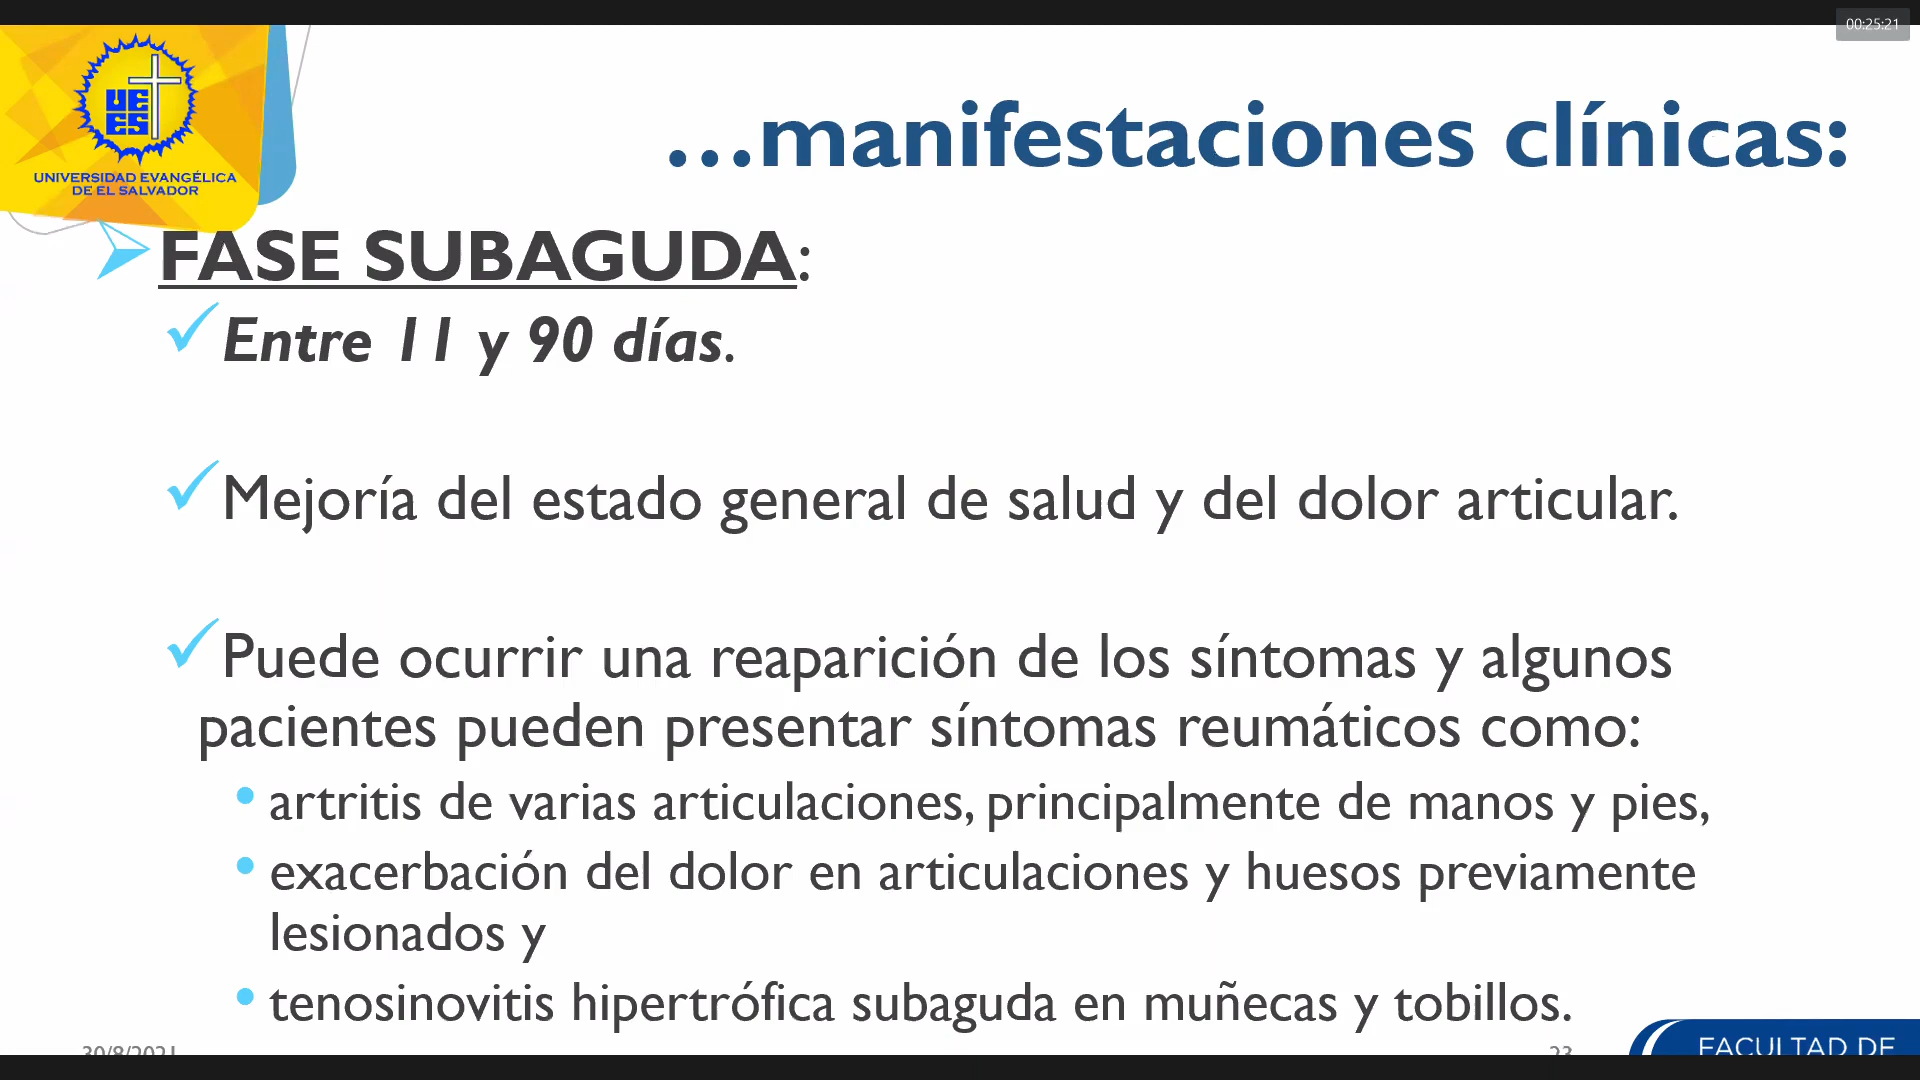 00:25:21
UE
ES
UNIVERSIDAD EVANGÉLICA
DE EL SALVADOR
...manifestaciones clínicas:
FASE SUBAGUDA:
Entre 11 y 90 días.
Mejoría del estado general de salud y del dolor articular.
Puede ocurrir una reaparición de los síntomas y algunos
pacientes pueden presentar síntomas reumáticos como:
• artritis de varias articulaciones, principalmente de manos y pies,
• exacerbación del dolor en articulaciones y huesos previamente
lesionados y
• tenosinovitis hipertrófica subaguda en muñecas y tobillos.
30/8/2021
23
FACULTAD DE